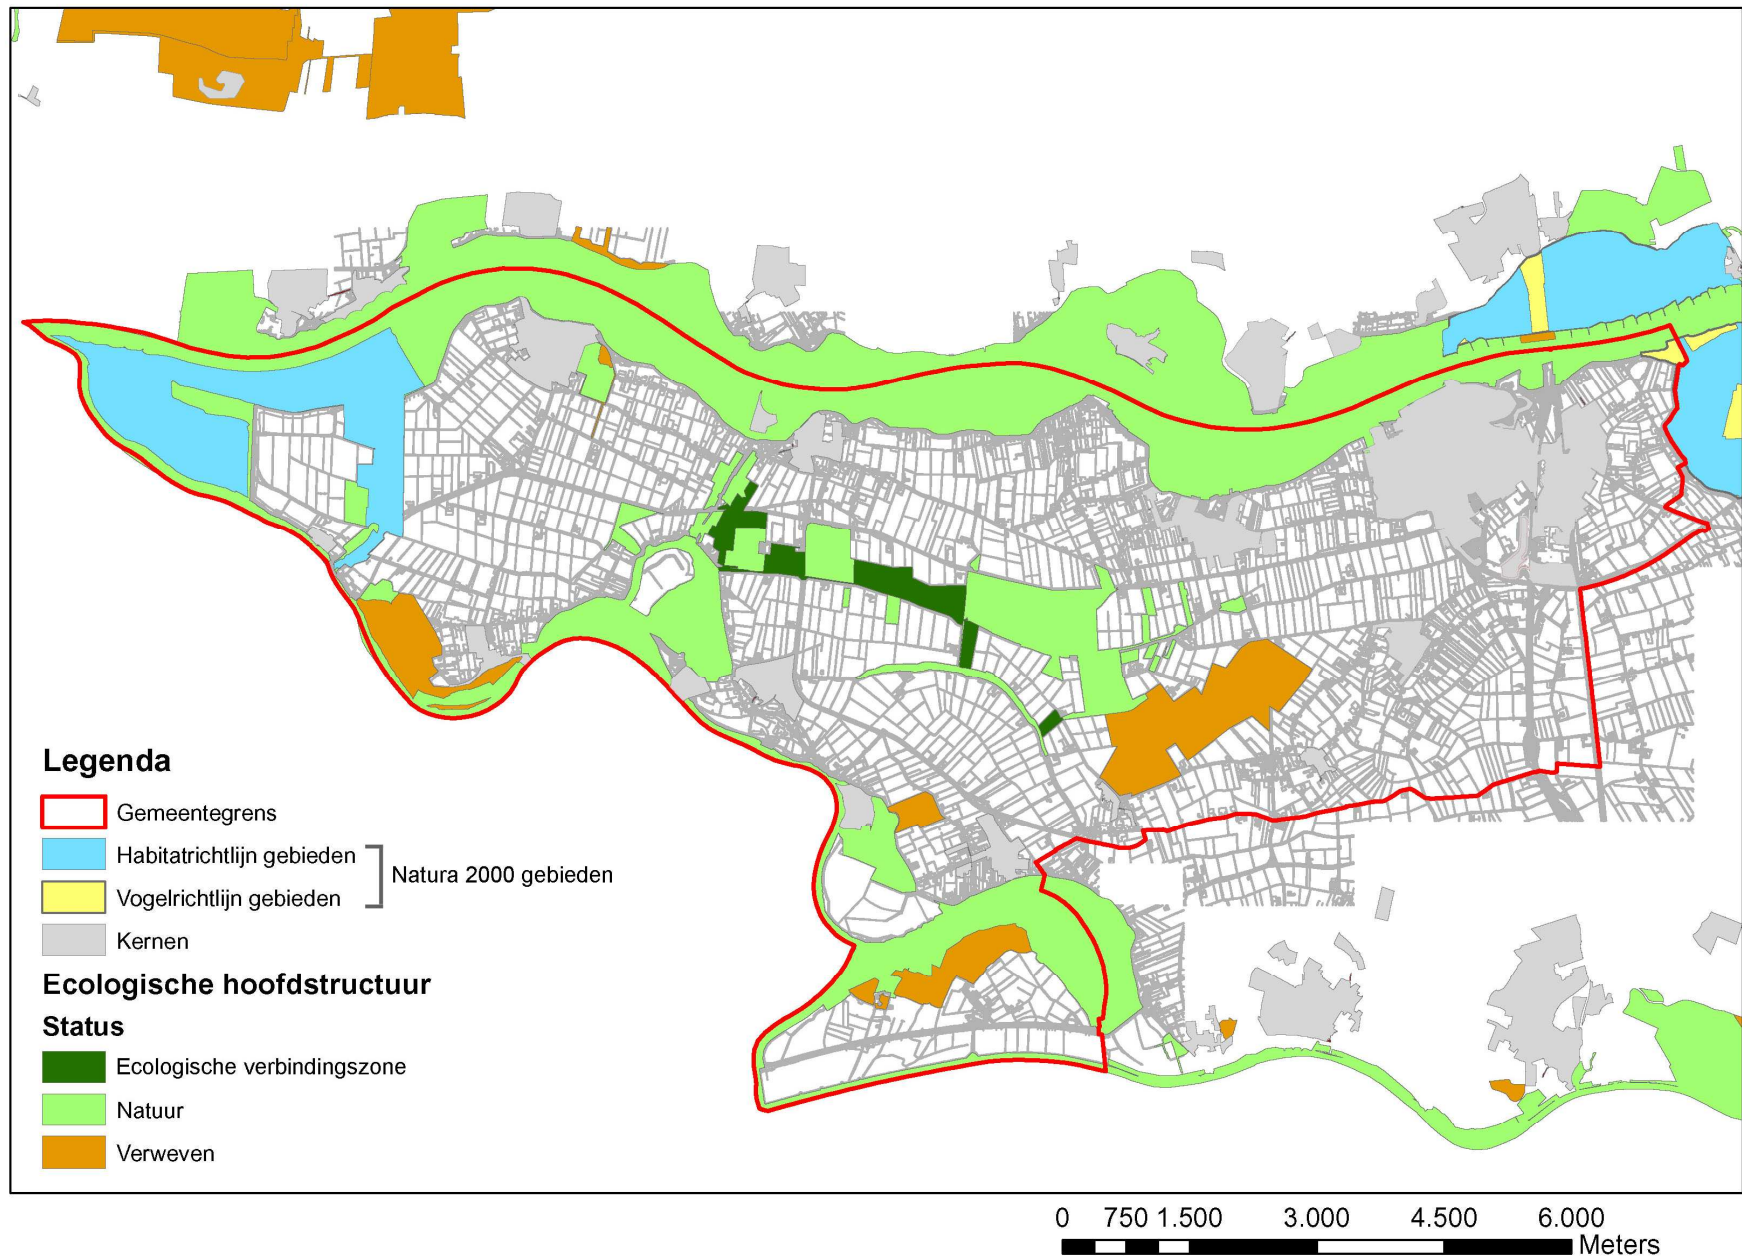 Legenda
Gemeentegrens
Habitatrichtlijn gebieden
Natura 2000 gebieden
Vogelrichtlijn gebieden
Kernen
Ecologische hoofdstructuur
Status
Ecologische verbindingszone
Natuur
Verweven
0 750 1.500 3.000 4.500 6.000
Meters